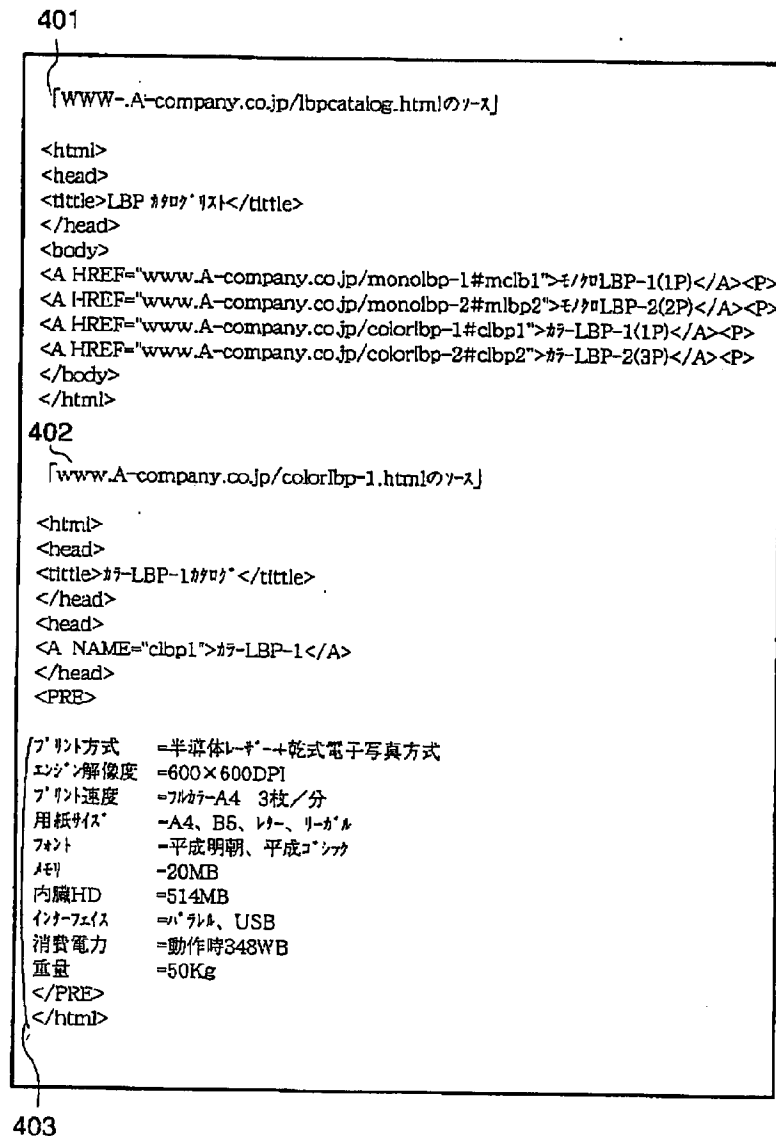 401
「WWW-.A-company.co.jp/lbpcatalog.htmlのｿｰｽ」
<html>
<head>
<tittle>LBP ｶﾀﾛｸﾞﾘｽﾄ</tittle>
</head>
<body>
<A HREF="www.A-company.co.jp/monolbp-1#mclb1">ﾓﾉｸﾛLBP-1(1P)</A><P>
<A HREF="www.A-company.co.jp/monolbp-2#mlbp2">ﾓﾉｸﾛLBP-2(2P)</A><P>
<A HREF="www.A-company.co.jp/colorlbp-1#clbp1">ｶﾗｰLBP-1(1P)</A><P>
<A HREF="www.A-company.co.jp/colorlbp-2#clbp2">ｶﾗｰLBP-2(3P)</A><P>
</body>
</html>
402
「www.A-company.co.jp/colorlbp-1.htmlのｿｰｽ」
<html>
<head>
<tittle>ｶﾗｰLBP-1ｶﾀﾛｸﾞ</tittle>
</head>
<head>
<A NAME="clbp1">ｶﾗｰLBP-1</A>
</head>
<PRE>
ﾌﾟﾘﾝﾄ方式 =半導体ﾚｰｻﾞｰ+乾式電子写真方式
ｴﾝｼﾞﾝ解像度 =600×600DPI
ﾌﾟﾘﾝﾄ速度 =ﾌﾙｶﾗｰA4 3枚／分
用紙ｻｲｽﾞ =A4、B5、ﾚﾀｰ、ﾘｰｶﾞﾙ
ﾌｫﾝﾄ =平成明朝、平成ｺﾞｼｯｸ
ﾒﾓﾘ =20MB
内臓HD =514MB
ｲﾝﾀｰﾌｪｲｽ =ﾊﾟﾗﾚﾙ、USB
消費電力 =動作時348WB
重量 =50Kg
</PRE>
</html>
403